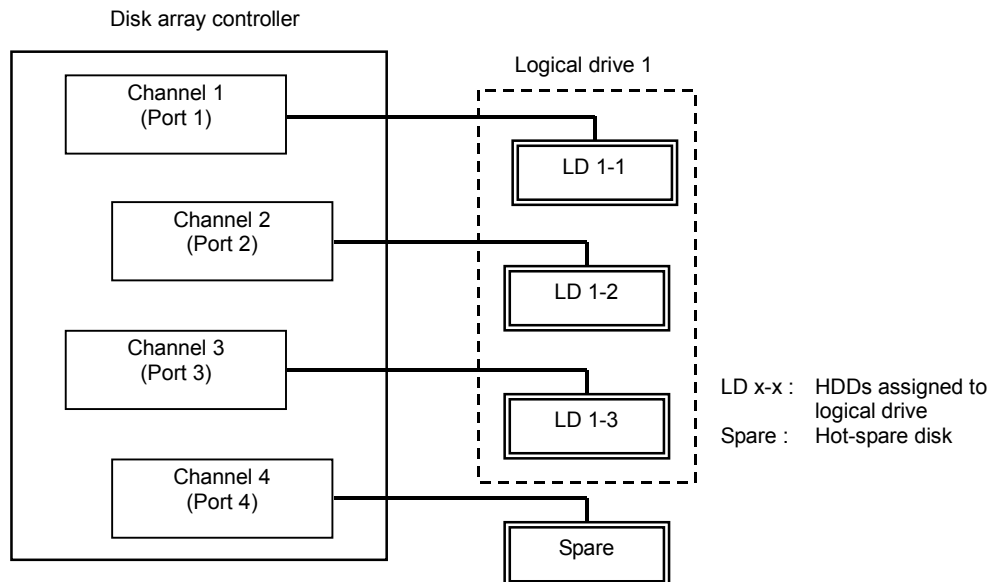 Disk array controller
Logical drive 1
Channel 1
(Port 1)
LD 1-1
Channel 2
(Port 2)
LD 1-2
Channel 3
(Port 3)
LD 1-3
LD x-x : HDDs assigned to
logical drive
Spare : Hot-spare disk
Channel 4
(Port 4)
Spare